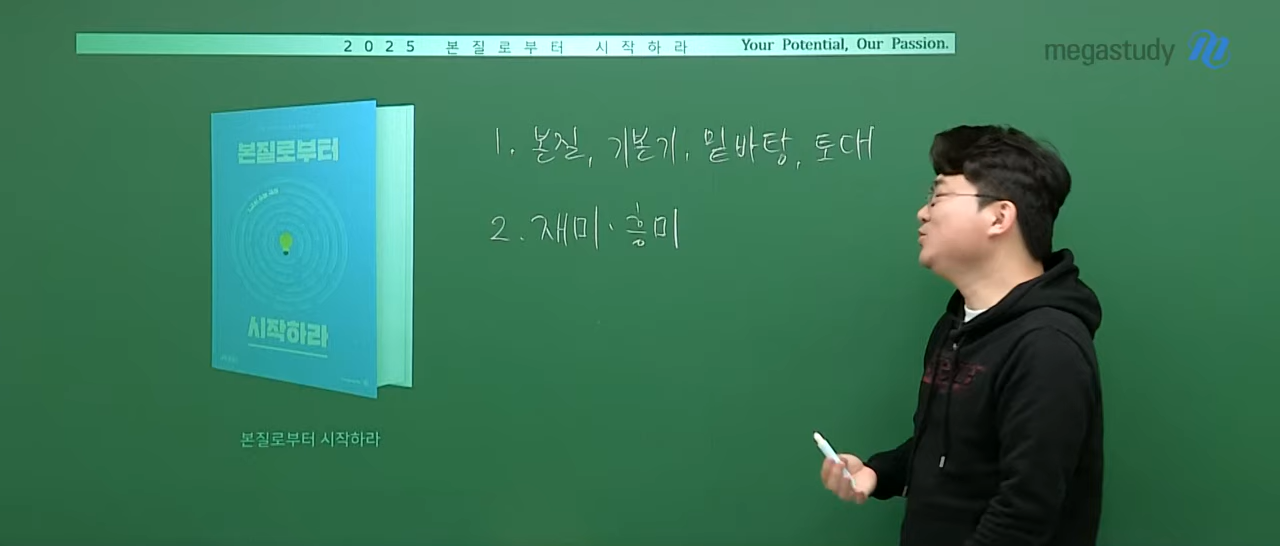 2025 본질로부터 시작하라 Your Potential, Our Passion.
megastudy
본질로부터
시작하라
본질로부터 시작하라
1. 본질, 기본기, 밑바탕, 토대
2. 재미·흥미